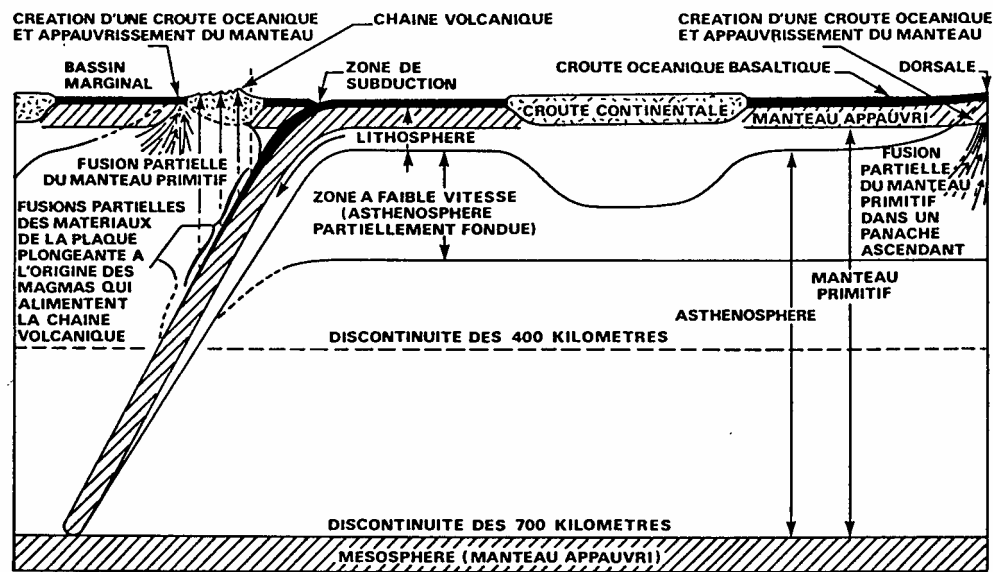 CREATION D'UNE CROUTE OCEANIQUE
ET APPAUVRISSEMENT DU MANTEAU
CHAINE VOLCANIQUE
CREATION D'UNE CROUTE OCEANIQUE
ET APPAUVRISSEMENT DU MANTEAU
BASSIN
MARGINAL
ZONE DE
SUBDUCTION
CROUTE OCEANIQUE BASALTIQUE
DORSALE
CROUTE CONTINENTALE
MANTEAU APPAUVRI
LITHOSPHERE
FUSION PARTIELLE
DU MANTEAU PRIMITIF
FUSIONS PARTIELLES
DES MATERIAUX
DE LA PLAQUE
PLONGEANTE A
L'ORIGINE DES
MAGMAS QUI
ALIMENTENT
LA CHAINE
VOLCANIQUE
ZONE A FAIBLE VITESSE
(ASTHENOSPHERE
PARTIELLEMENT FONDUE)
FUSION
PARTIELLE
DU MANTEAU
PRIMITIF
DANS UN
PANACHE
ASCENDANT
MANTEAU
PRIMITIF
ASTHENOSPHERE
DISCONTINUITE DES 400 KILOMETRES
DISCONTINUITE DES 700 KILOMETRES
MESOSPHERE (MANTEAU APPAUVRI)